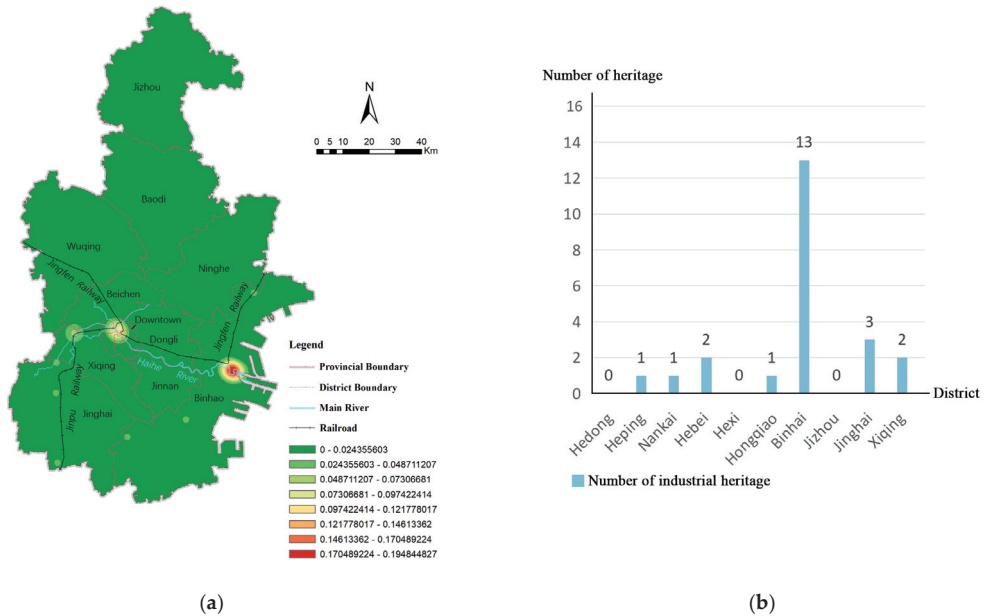 Jizhou
Baodi
Wuqing
Ninghe
Jingfen Railway
Beichen
Jingfen Railway
Downtown
Dongli
Xiqing
Haihe River
Jinpu Railway
Jinnan
Binhao
Jinghai
N
0 5 10 20 30 40
Km
Legend
Provincial Boundary
District Boundary
Main River
Railroad
0 - 0.024355603
0.024355603 - 0.048711207
0.048711207 - 0.07306681
0.07306681 - 0.097422414
0.097422414 - 0.121778017
0.121778017 - 0.14613362
0.14613362 - 0.170489224
0.170489224 - 0.194844827
(a)
Number of heritage
16
14
12
10
8
6
4
2
0
0
1
1
2
0
1
13
0
3
2
District
Hedong
Heping
Nankai
Hebei
Hexi
Hongqiao
Binhai
Jizhou
Jinghai
Xiqing
Number of industrial heritage
(b)